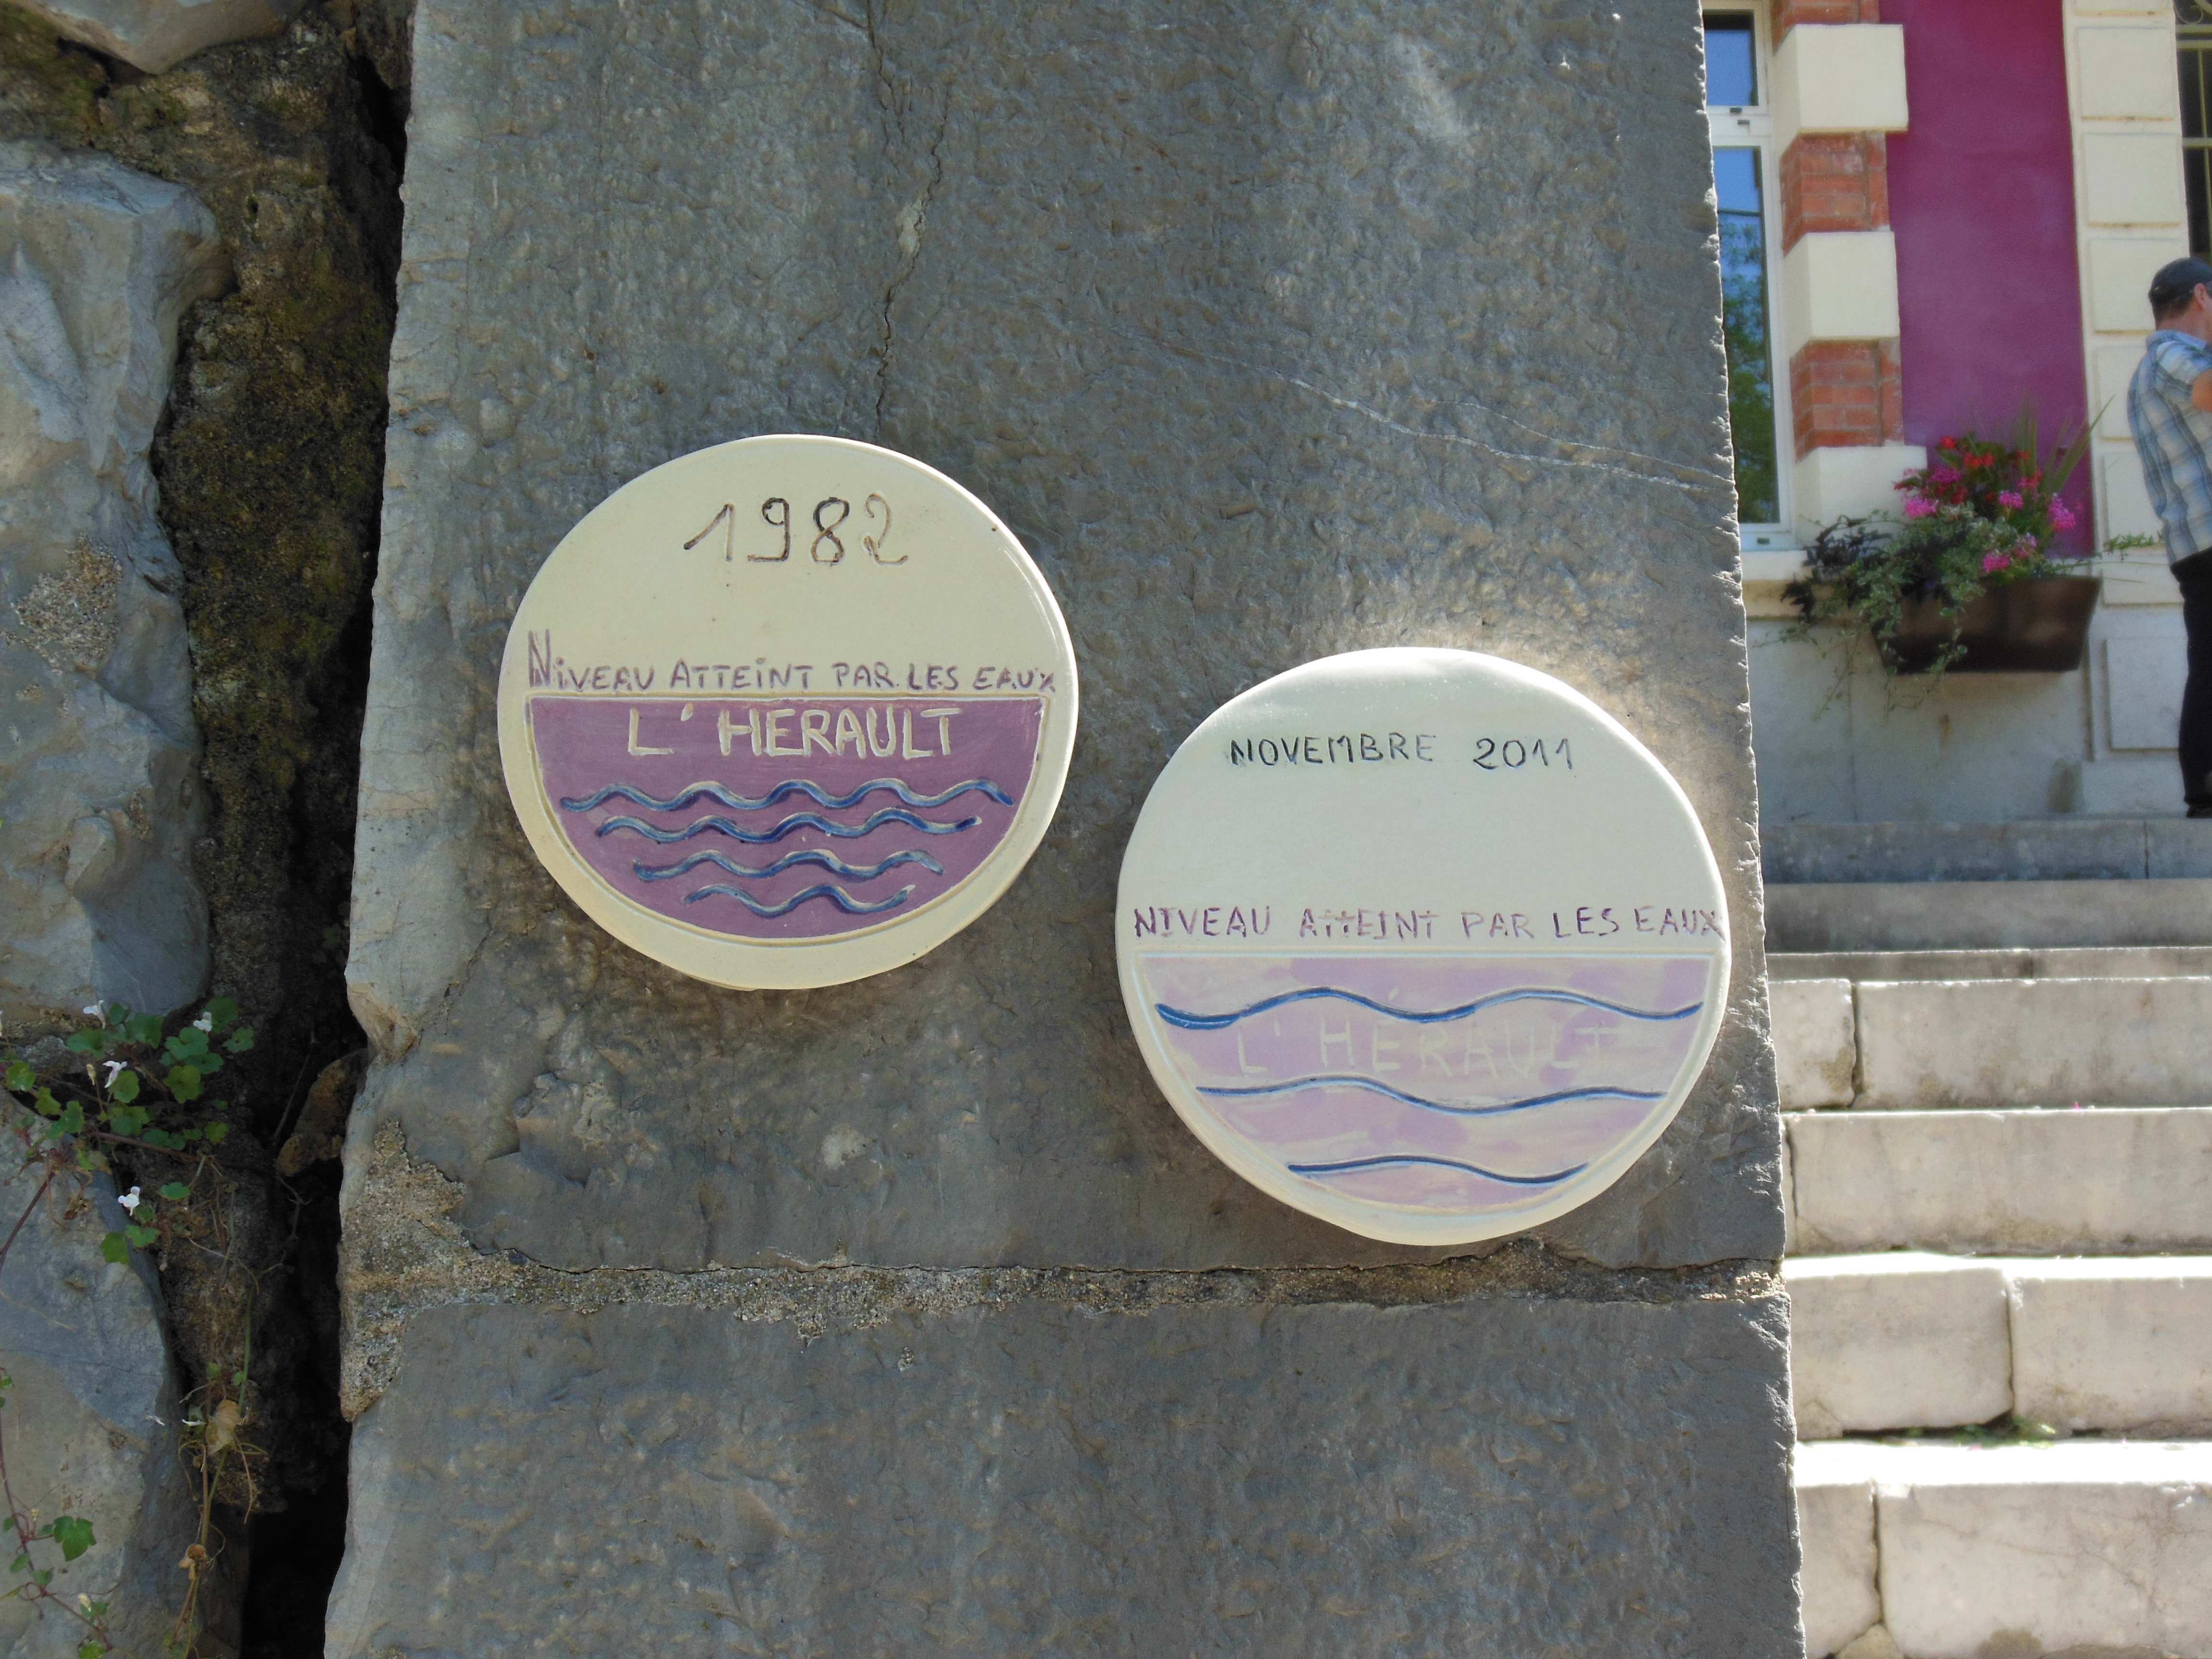 1982
NIVEAU ATTEINT PAR LES EAUX
L'HERAULT
NOVEMBRE 2011
NIVEAU ATTEINT PAR LES EAUX
L'HÉRAULT